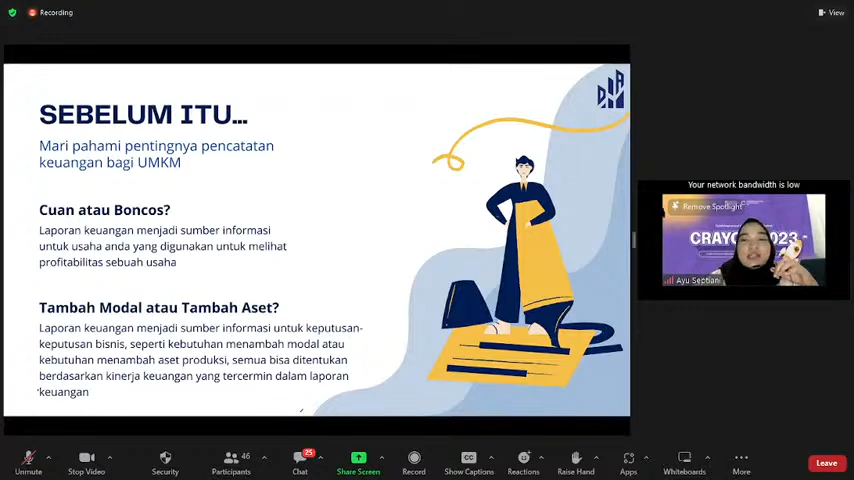 Recording
View
SEBELUM ITU...
Mari pahami pentingnya pencatatan
keuangan bagi UMKM
Cuan atau Boncos?
Laporan keuangan menjadi sumber informasi
untuk usaha anda yang digunakan untuk melihat
profitabilitas sebuah usaha
Tambah Modal atau Tambah Aset?
Laporan keuangan menjadi sumber informasi untuk keputusan-
keputusan bisnis, seperti kebutuhan menambah modal atau
kebutuhan menambah aset produksi, semua bisa ditentukan
berdasarkan kinerja keuangan yang tercermin dalam laporan
keuangan
Your network bandwidth is low
Remove Spotlight
2023
Ayu Septiani
Unmute
Stop Video
Security
46
Participants
25
Chat
Share Screen
Record
CC
Show Captions
Reactions
Raise Hand
Apps
Whiteboards
More
Leave